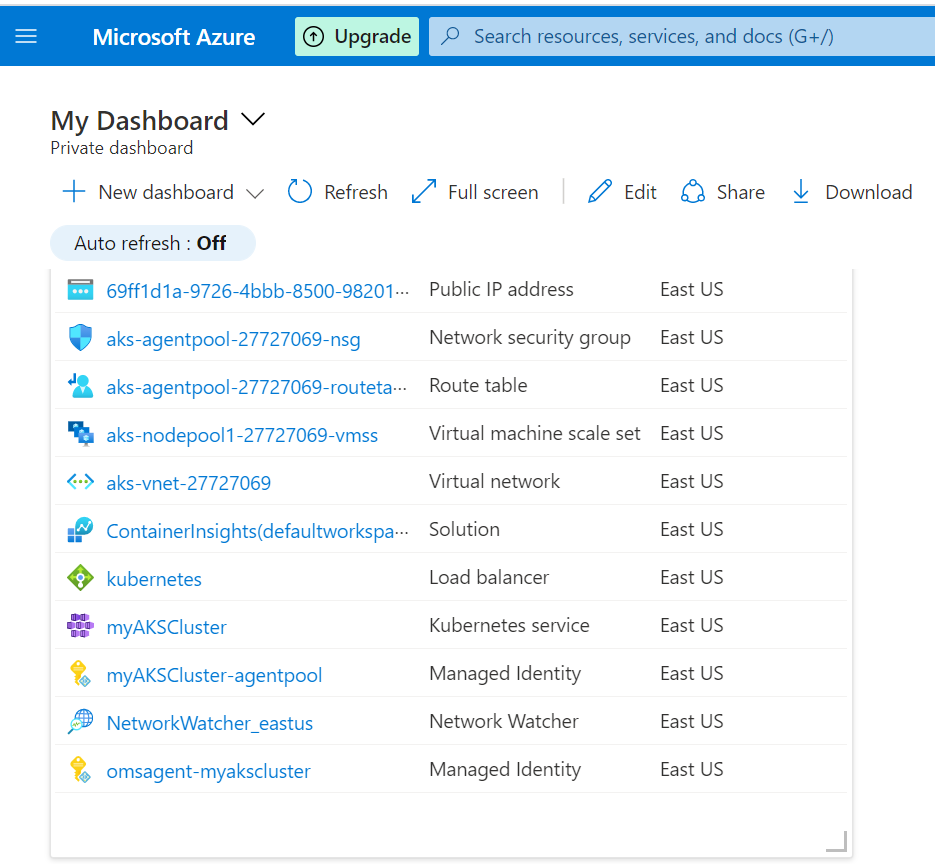 Microsoft Azure Upgrade Search resources, services, and docs (G+/)
My Dashboard
Private dashboard
New dashboard Refresh Full screen Edit Share Download
Auto refresh : Off
69ff1d1a-9726-4bbb-8500-98201··· Public IP address East US
aks-agentpool-27727069-nsg Network security group East US
aks-agentpool-27727069-routeta··· Route table East US
aks-nodepool1-27727069-vmss Virtual machine scale set East US
aks-vnet-27727069 Virtual network East US
ContainerInsights(defaultworkspa··· Solution East US
kubernetes Load balancer East US
myAKSCluster Kubernetes service East US
myAKSCluster-agentpool Managed Identity East US
NetworkWatcher_eastus Network Watcher East US
omsagent-myakscluster Managed Identity East US